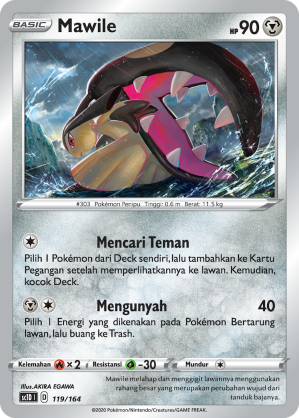 BASIC Mawile HP 90
#303 Pokémon Penipu Tinggi: 0.6 m Berat: 11.5 kg
Mencari Teman
Pilih 1 Pokémon dari Deck sendiri, lalu tambahkan ke Kartu
Pegangan setelah memperlihatkannya ke lawan. Kemudian,
kocok Deck.
Mengunyah 40
Pilih 1 Energi yang dikenakan pada Pokémon Bertarung
lawan, lalu buang ke Trash.
Kelemahan × 2 Resistansi -30 Mundur
Illus. AKIRA EGAWA
SC1D I D 119/164
Mawile melahap dan menggigit lawannya menggunakan
rahang besar yang merupakan perubahan wujud dari
tanduk bajanya.
©2020 Pokémon/Nintendo/Creatures/GAME FREAK.